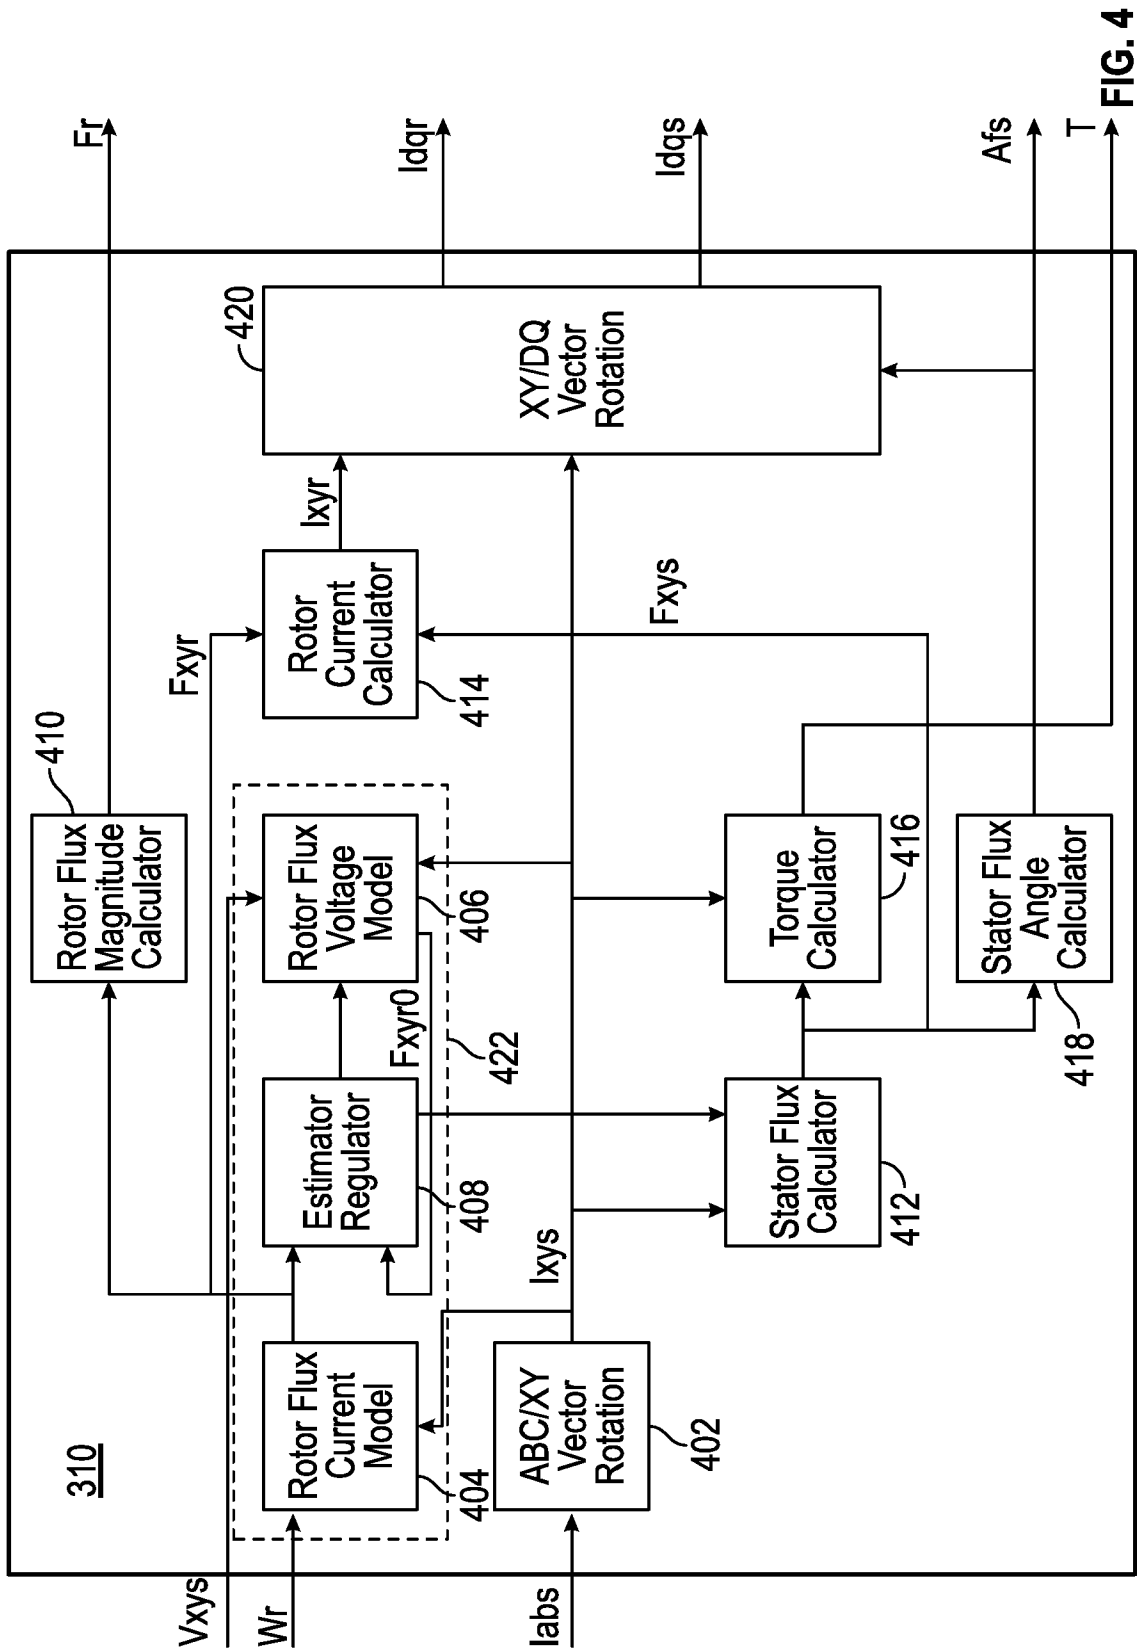 310
Vxys
Wr
Iabs
Rotor Flux
Current
Model
404
ABC/XY
Vector
Rotation
402
Ixys
Estimator
Regulator
408
Fxyr0
422
Rotor Flux
Voltage
Model
406
Rotor Flux
Magnitude
Calculator
410
Stator Flux
Calculator
412
Torque
Calculator
416
Stator Flux
Angle
Calculator
418
Fxyr
Rotor
Current
Calculator
414
Fxys
Ixyr
XY/DQ
Vector
Rotation
420
Fr
Idqr
Idqs
Afs
T
FIG. 4